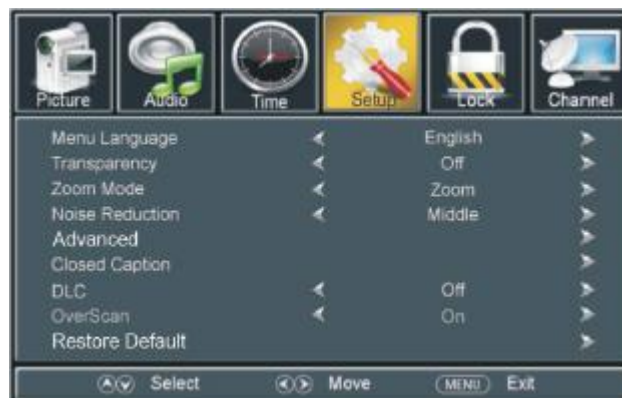 Picture Audio Time Setup Lock Channel
Menu Language English
Transparency Off
Zoom Mode Zoom
Noise Reduction Middle
Advanced
Closed Caption
DLC Off
OverScan On
Restore Default
Select Move MENU Exit